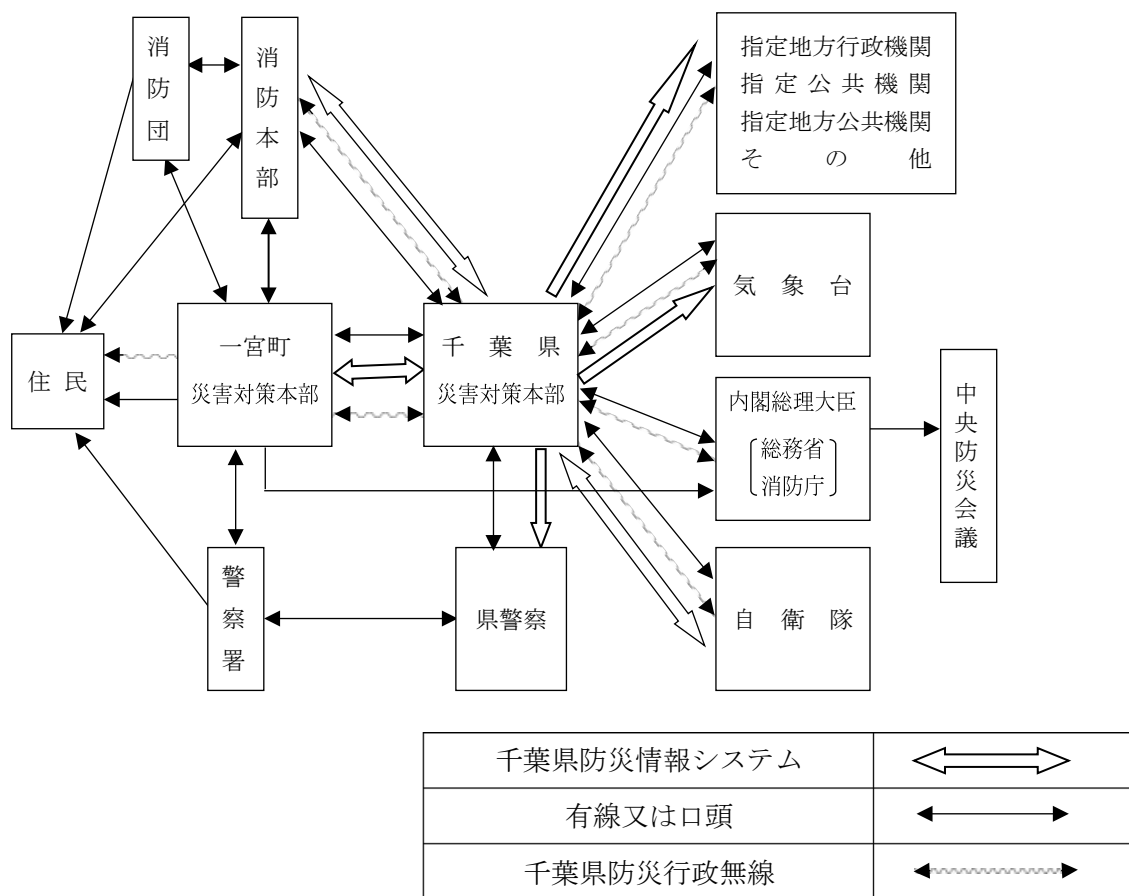 消防団
消防本部
指定地方行政機関
指定公共機関
指定地方公共機関
その他
気象台
一宮町
災害対策本部
千葉県
災害対策本部
住民
内閣総理大臣
総務省
消防庁
中央防災会議
警察署
県警察
自衛隊
千葉県防災情報システム
有線又は口頭
千葉県防災行政無線